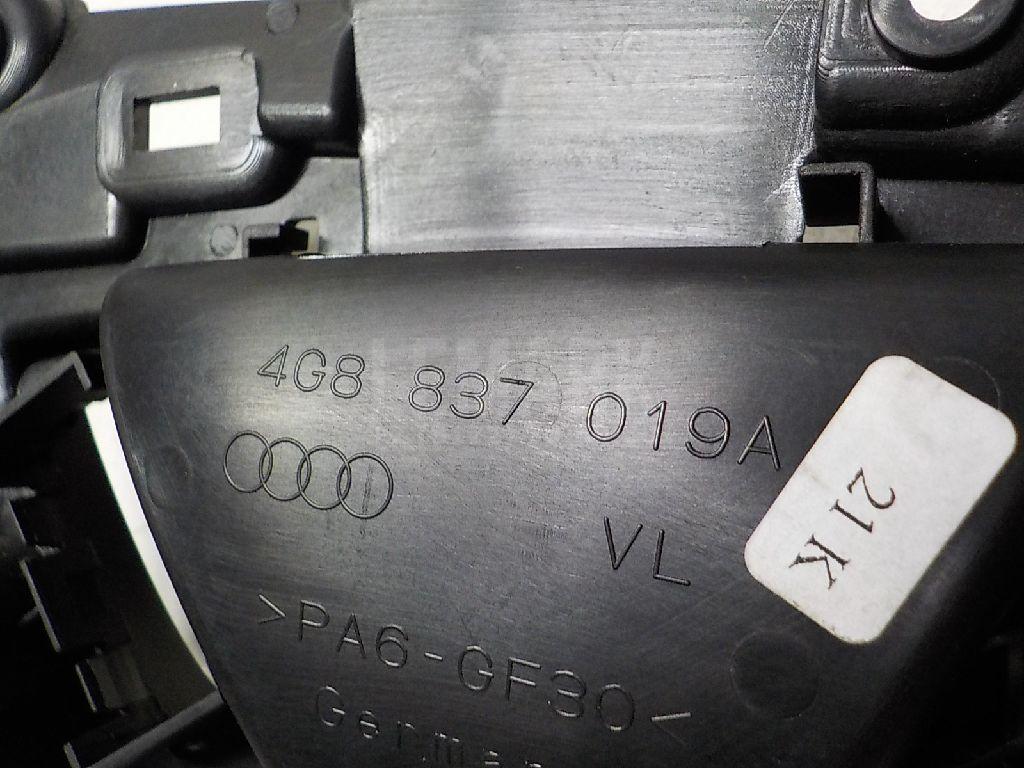 4G8 837 019A
VL
21K
>PA6-GF30<